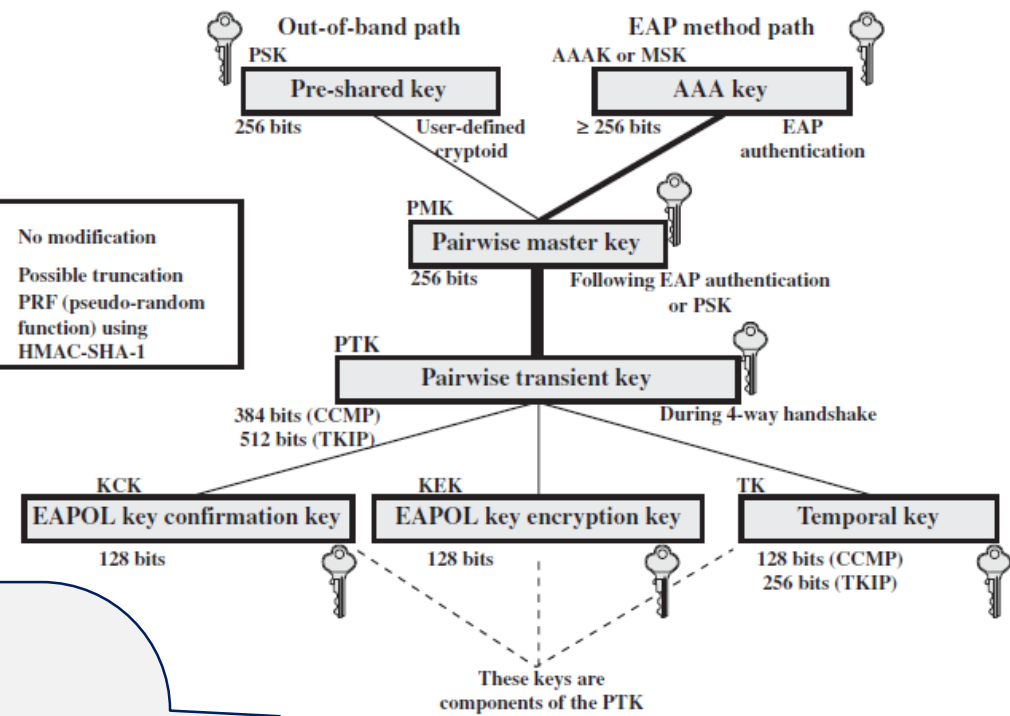 Out-of-band path
EAP method path
PSK
AAAK or MSK
Pre-shared key
AAA key
256 bits
User-defined
cryptoid
≥ 256 bits
EAP
authentication
PMK
Pairwise master key
256 bits
Following EAP authentication
or PSK
No modification
Possible truncation
PRF (pseudo-random
function) using
HMAC-SHA-1
PTK
Pairwise transient key
384 bits (CCMP)
512 bits (TKIP)
During 4-way handshake
KCK
KEK
TK
EAPOL key confirmation key
EAPOL key encryption key
Temporal key
128 bits
128 bits
128 bits (CCMP)
256 bits (TKIP)
These keys are
components of the PTK